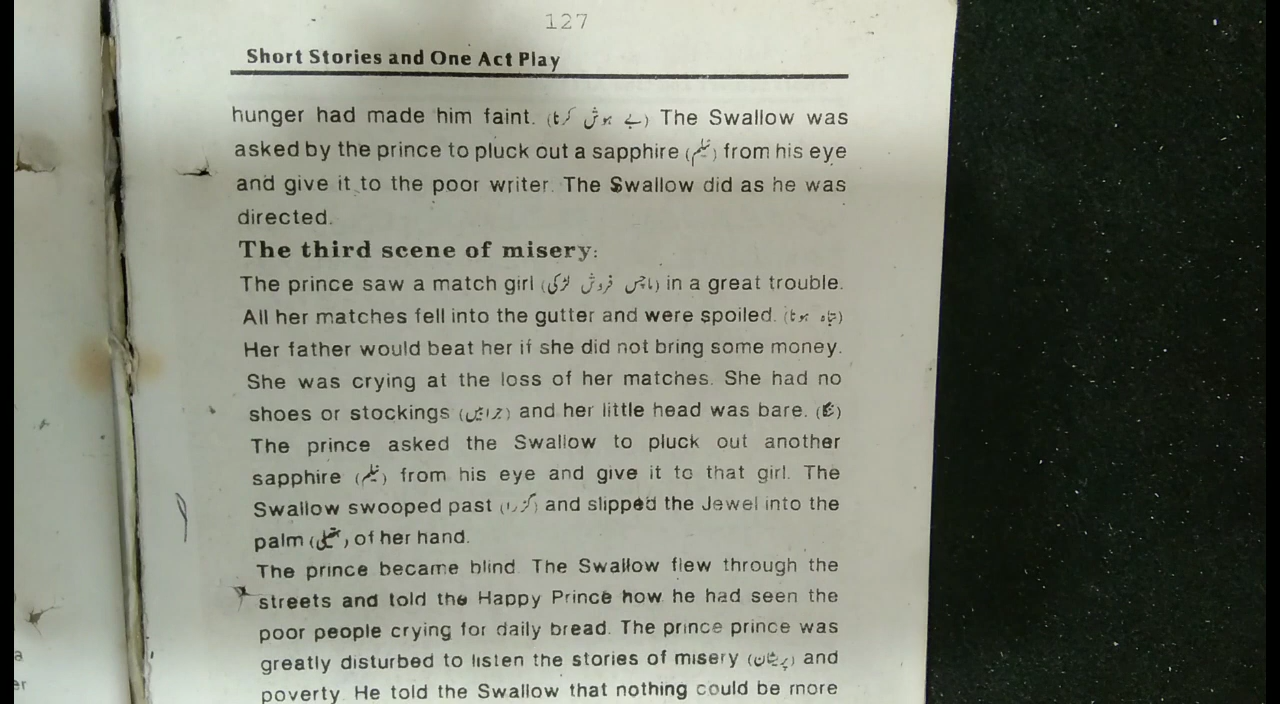 127
Short Stories and One Act Play
hunger had made him faint. (بے ہوش کرنا) The Swallow was
asked by the prince to pluck out a sapphire (نیلم) from his eye
and give it to the poor writer. The Swallow did as he was
directed.
The third scene of misery:
The prince saw a match girl (ماچس فروش لڑکی) in a great trouble.
All her matches fell into the gutter and were spoiled. (تباہ ہونا)
Her father would beat her if she did not bring some money.
She was crying at the loss of her matches. She had no
shoes or stockings (جرابیں) and her little head was bare. (ننگا)
The prince asked the Swallow to pluck out another
sapphire (نیلم) from his eye and give it to that girl. The
Swallow swooped past (گزرا) and slipped the Jewel into the
palm (ہتھیلی) of her hand.
The prince became blind. The Swallow flew through the
streets and told the Happy Prince how he had seen the
poor people crying for daily bread. The prince prince was
greatly disturbed to listen the stories of misery and
poverty. He told the Swallow that nothing could be more